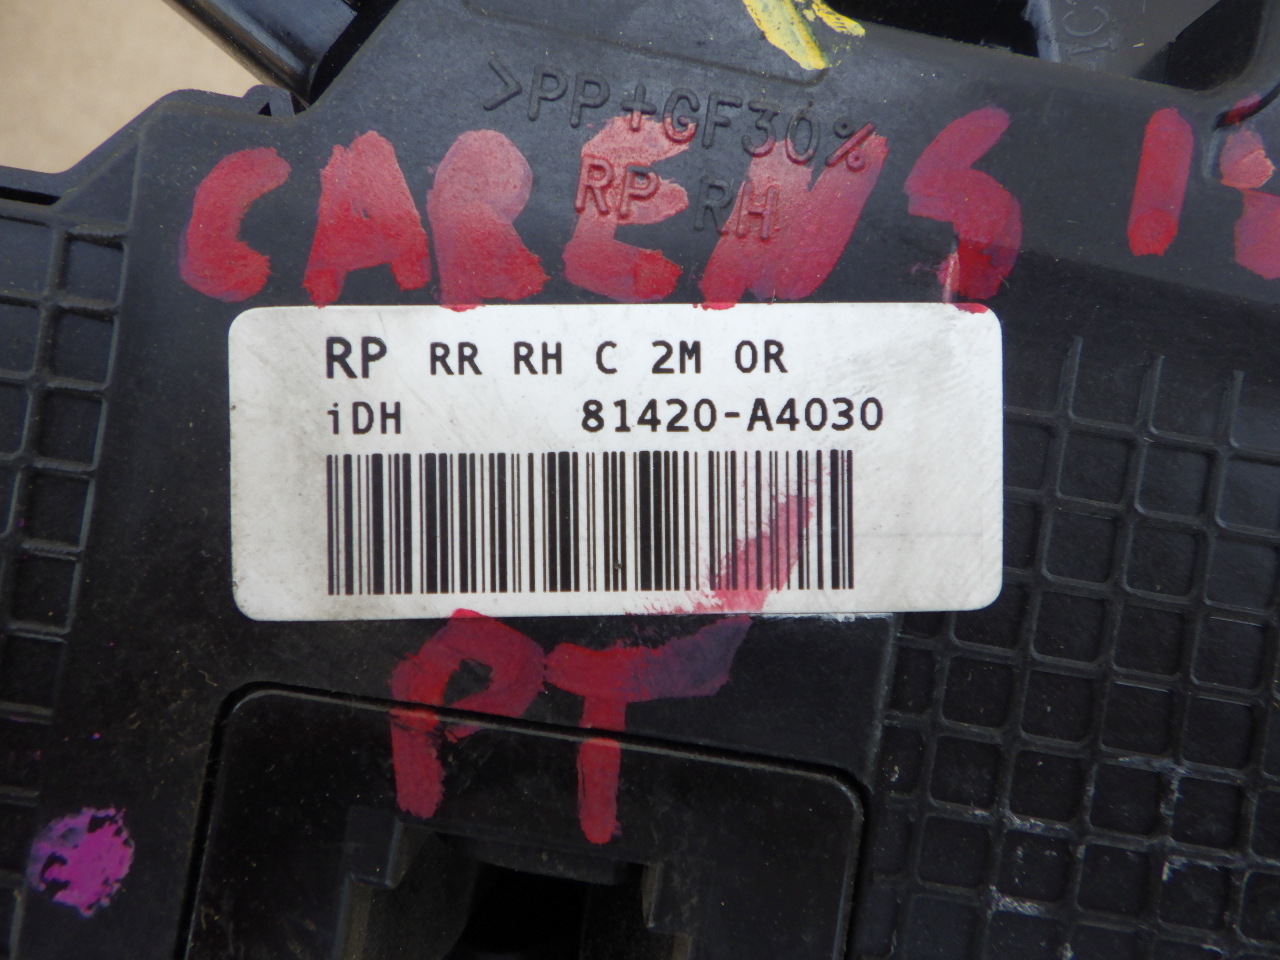 >PP+GF30%
RP RH
CARENS
RP RR RH C 2M OR
iDH 81420-A4030
PT